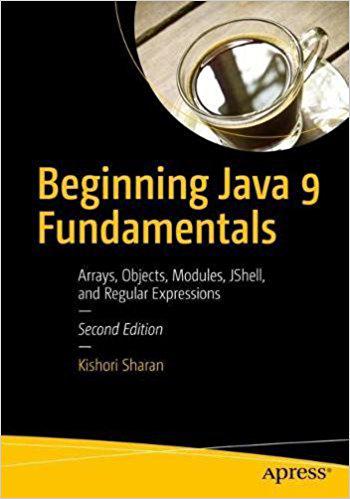 Beginning Java 9
Fundamentals
Arrays, Objects, Modules, JShell,
and Regular Expressions
—
Second Edition
—
Kishori Sharan
Apress®